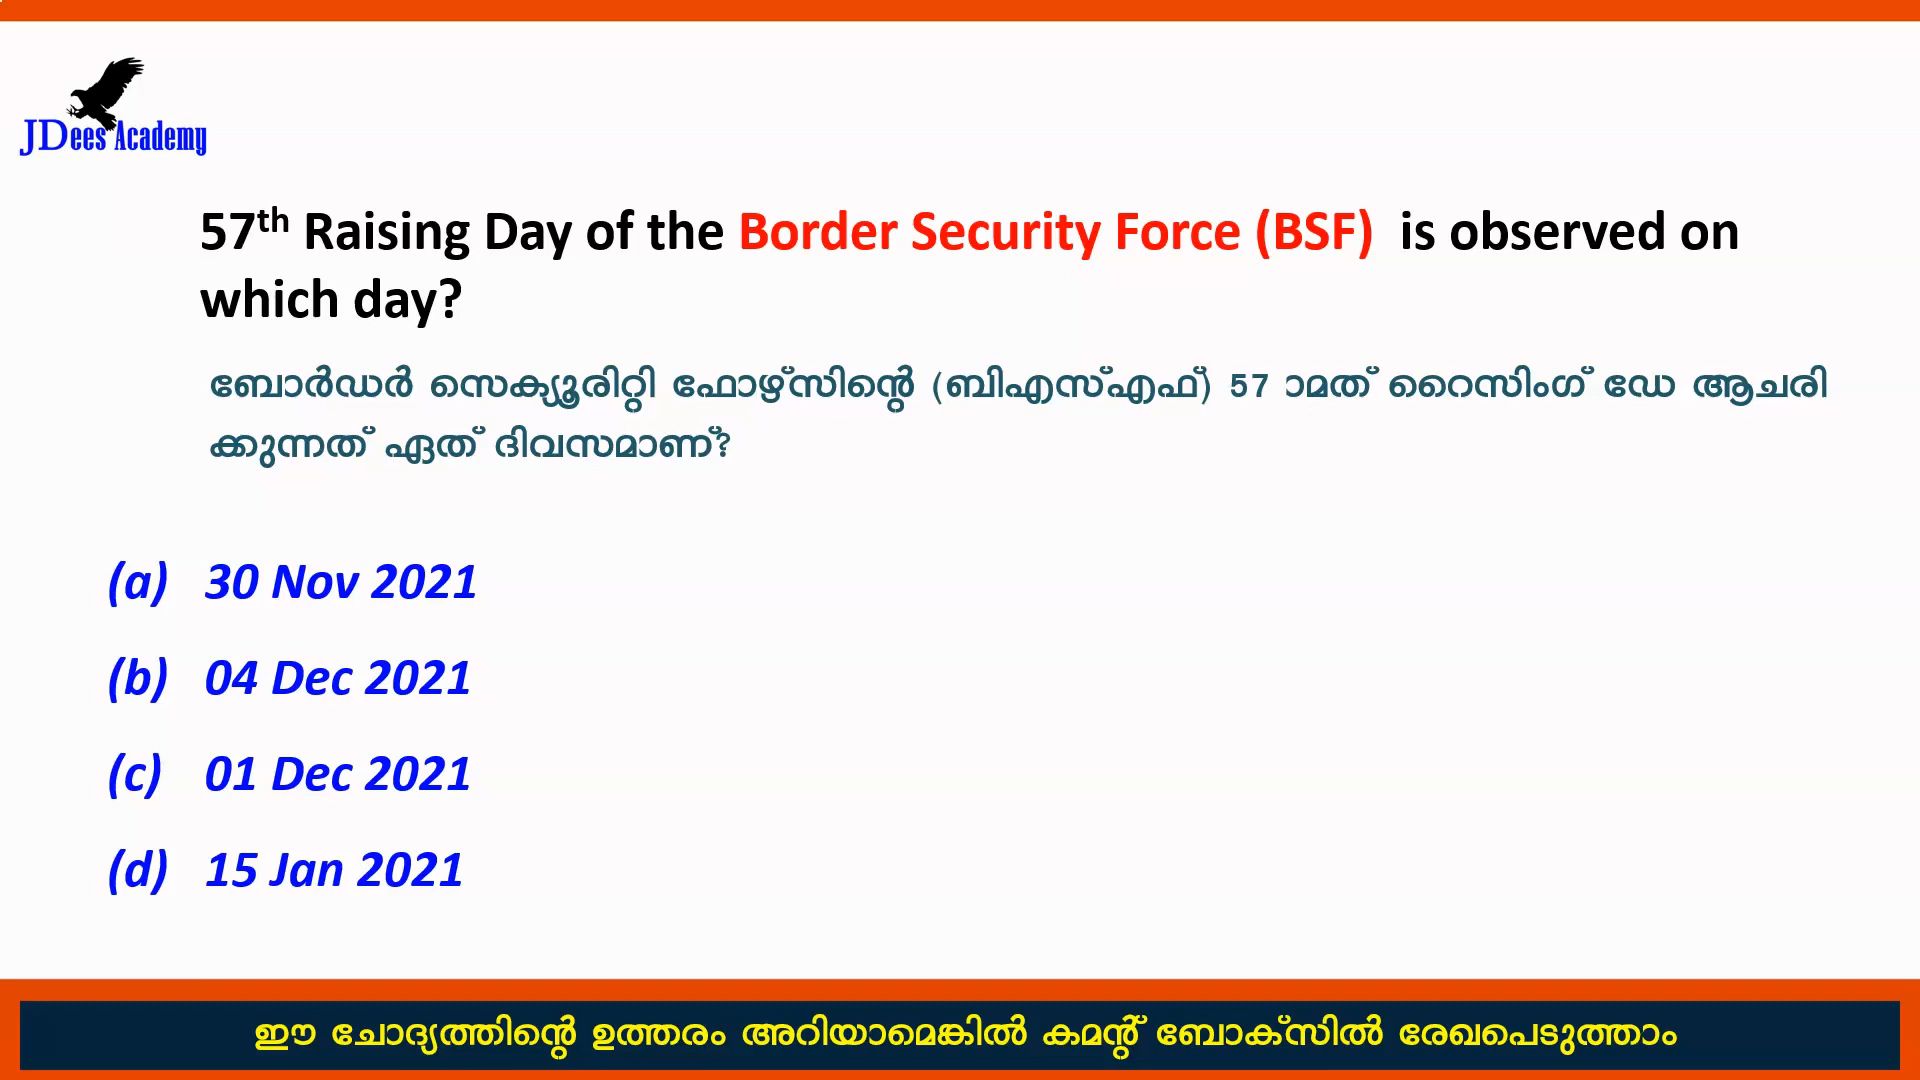 JDees Academy
57th Raising Day of the Border Security Force (BSF) is observed on
which day?
ബോർഡർ സെക്യൂരിറ്റി ഫോഴ്സിന്റെ (ബിഎസ്എഫ്) 57 ാമത് റൈസിംഗ് ഡേ ആചരി
ക്കുന്നത് ഏത് ദിവസമാണ്?
(a) 30 Nov 2021
(b) 04 Dec 2021
(c) 01 Dec 2021
(d) 15 Jan 2021
ഈ ചോദ്യത്തിന്റെ ഉത്തരം അറിയാമെങ്കിൽ കമന്റ് ബോക്സിൽ രേഖപെടുത്താം